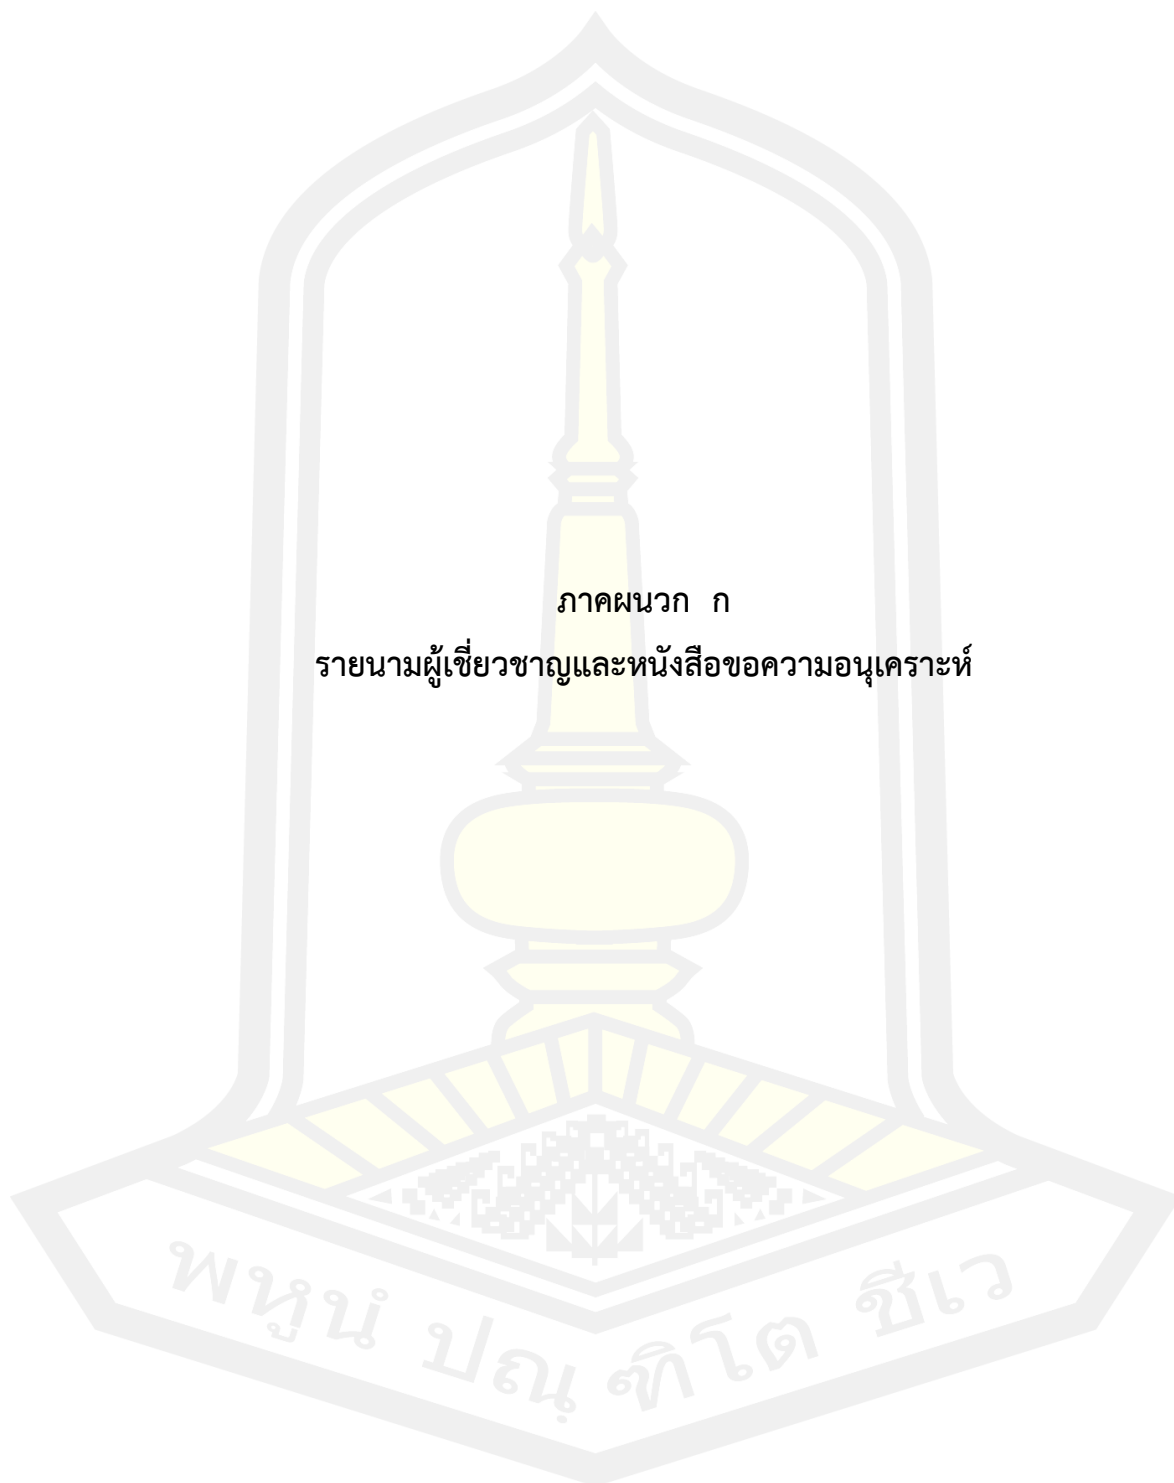 ภาคผนวก ก
รายนามผู้เชี่ยวชาญและหนังสือขอความอนุเคราะห์
พหูนํ ปณฺ ฑิโต ชีเว